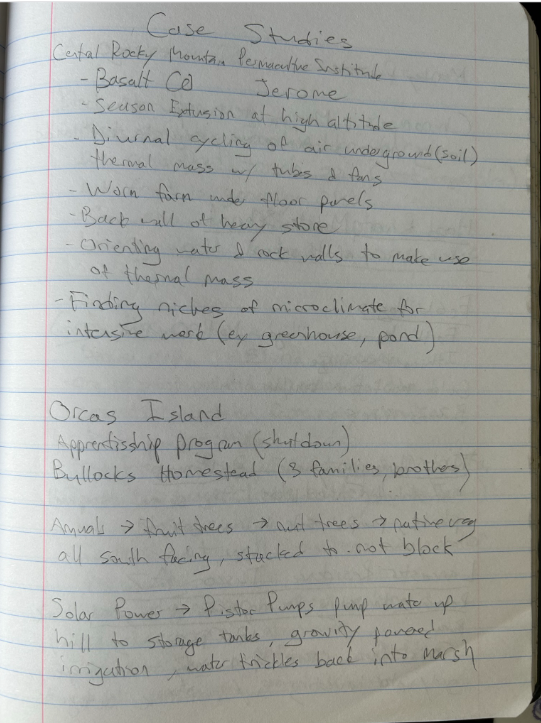 Case Studies
Cental Rocky Mountain Permaculture Institute
- Basalt CO Jerome
- Season Extension at high altitude
- Diurnal cycling of air underground (soil)
thermal mass w/ tubes & fans
- Worm farm under floor panels
- Back wall of heavy stone
- Orienting water & rock walls to make use
of thermal mass
- Finding niches of microclimate for
intensive work (ex greenhouse, pond)
Orcas Island
Apprentiship program (shutdown)
Bullocks Homestead (3 families, brothers)
Annuals → fruit trees → nut trees → native veg
all south facing, stacked to not block
Solar Power → Piston Pumps pump water up
hill to storage tanks, gravity powered
irrigation, water trickles back into marsh